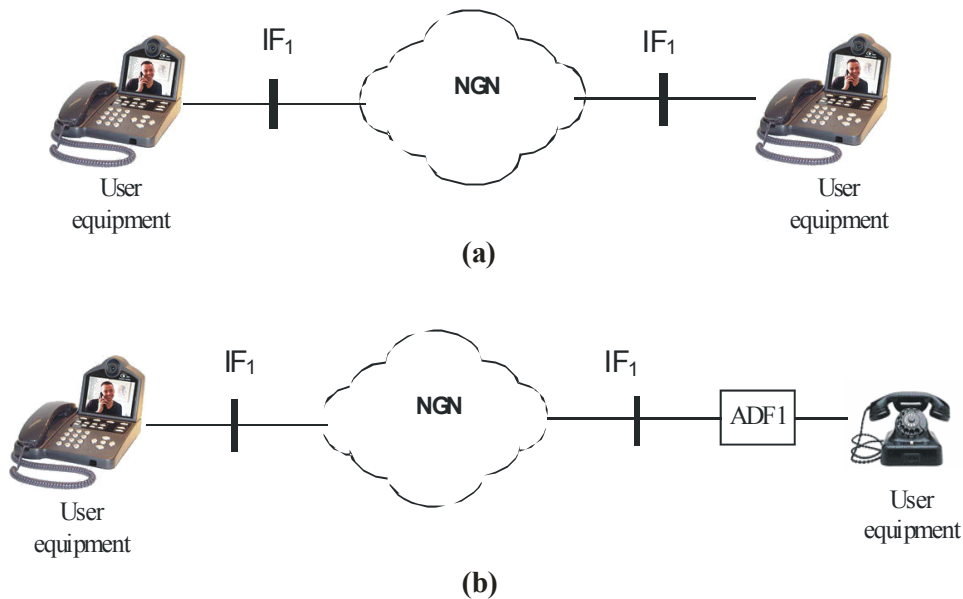 IF₁
IF₁
NGN
User
equipment
User
equipment
(a)
IF₁
IF₁
NGN
ADF1
User
equipment
User
equipment
(b)